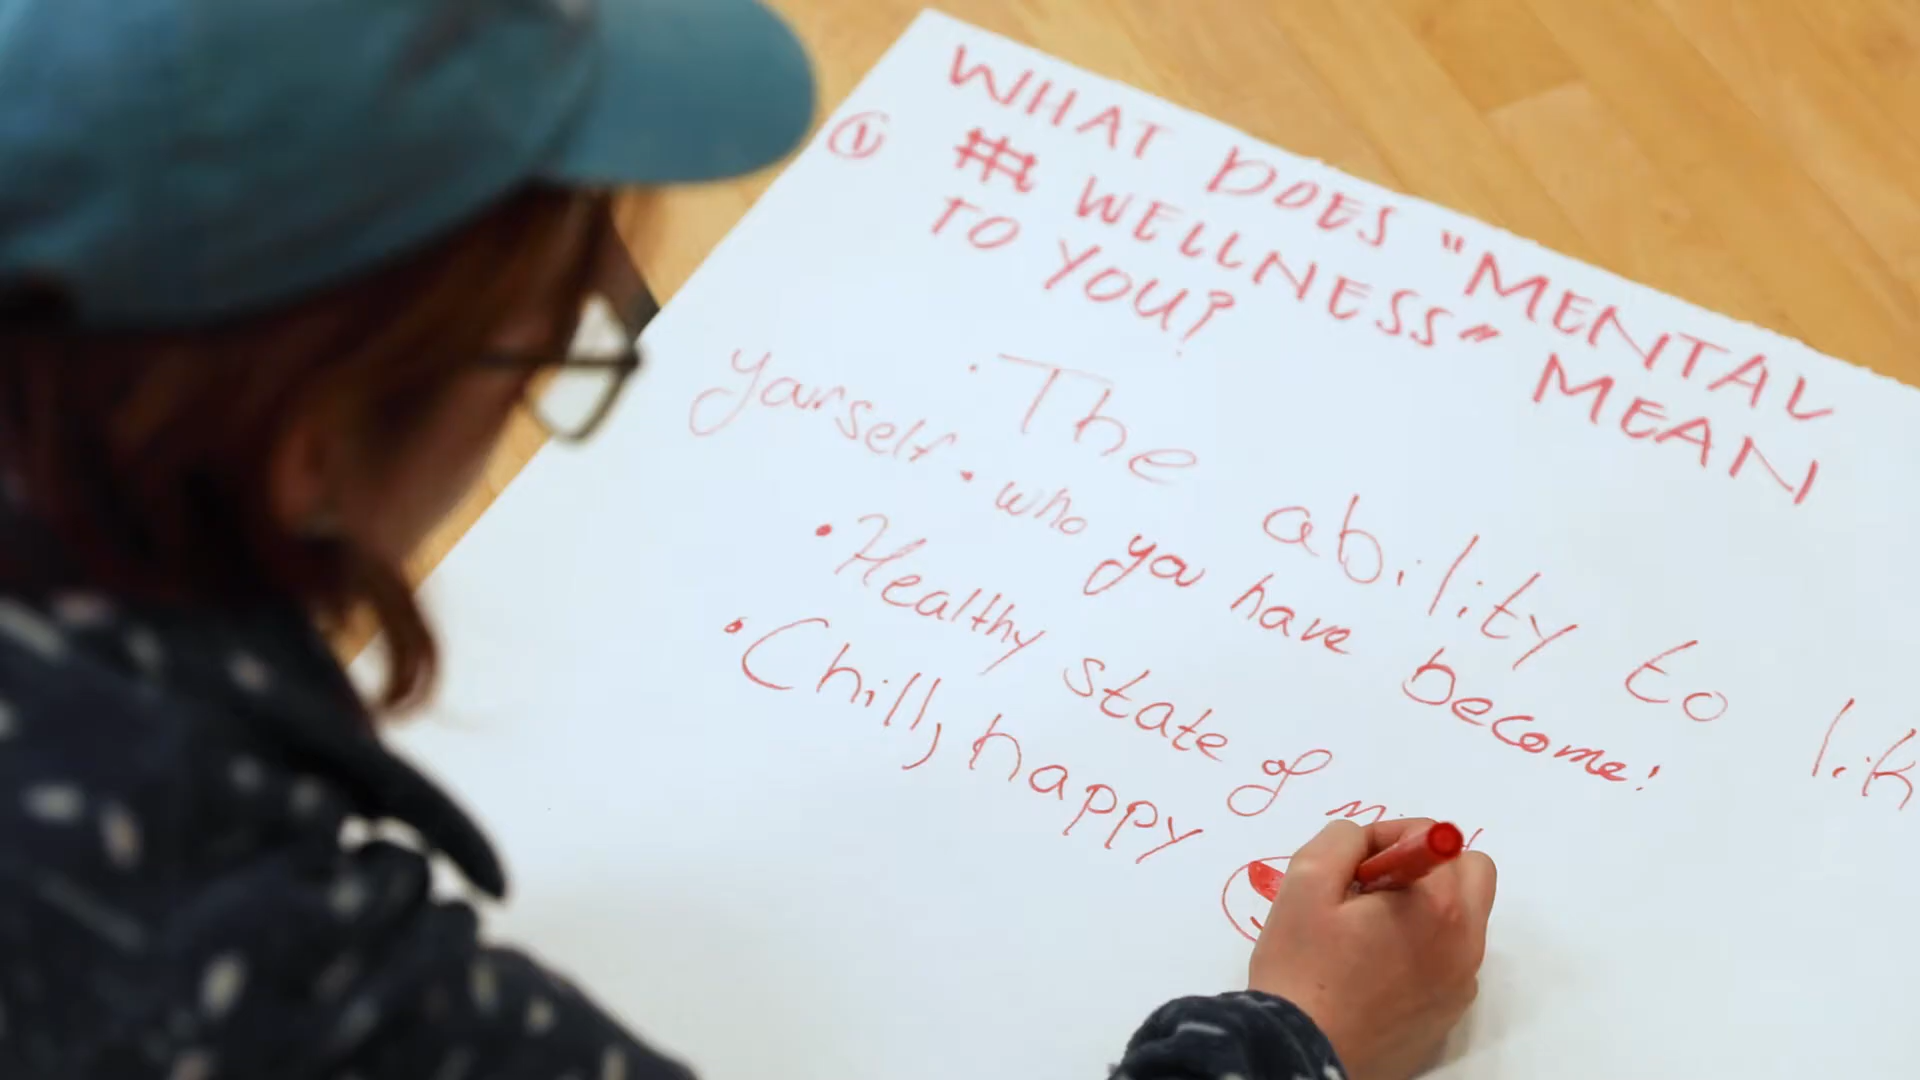 ① WHAT DOES "MENTAL
WELLNESS" MEAN
TO YOU?
· The ability to lik
yourself · who you have become!
• Healthy state of
• Chill, happy